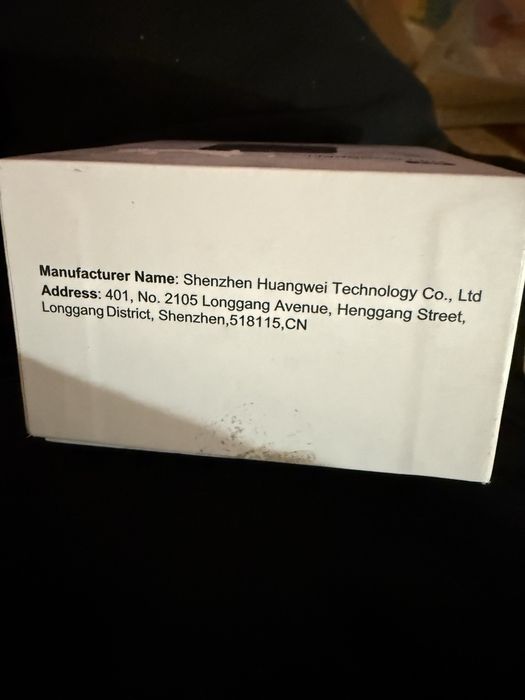 Manufacturer Name: Shenzhen Huangwei Technology Co., Ltd
Address: 401, No. 2105 Longgang Avenue, Henggang Street,
Longgang District, Shenzhen,518115,CN